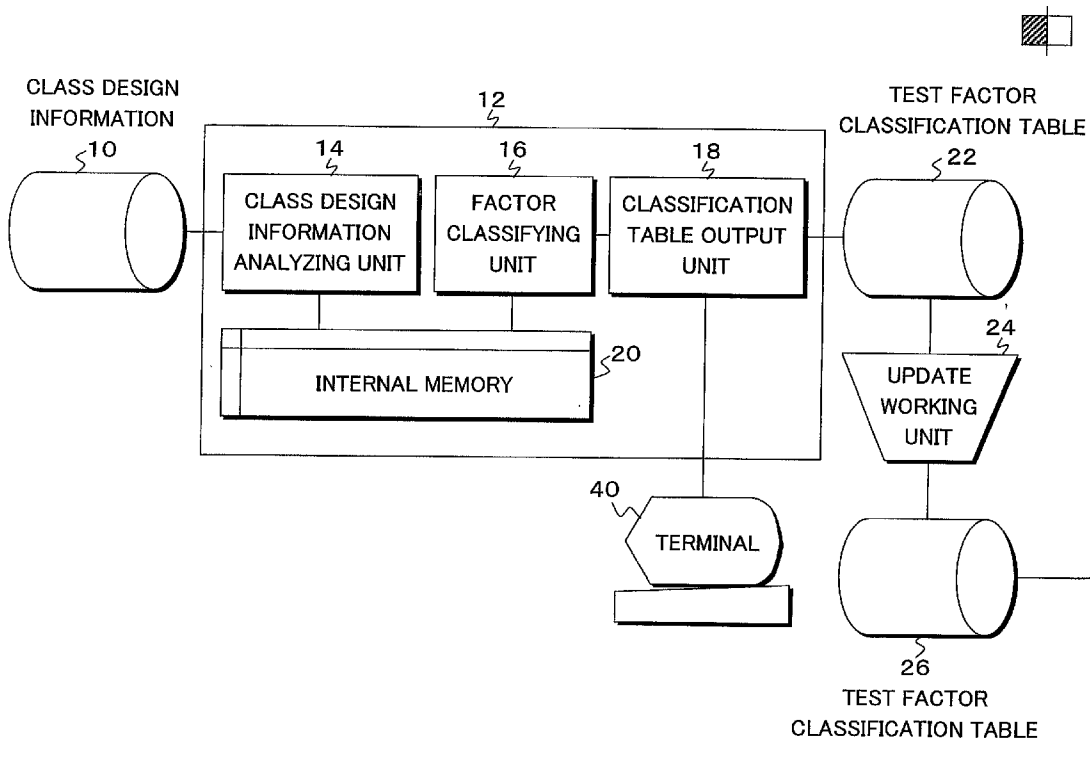 CLASS DESIGN
INFORMATION
10
12
TEST FACTOR
CLASSIFICATION TABLE
22
14
CLASS DESIGN
INFORMATION
ANALYZING UNIT
16
FACTOR
CLASSIFYING
UNIT
18
CLASSIFICATION
TABLE OUTPUT
UNIT
INTERNAL MEMORY
20
24
UPDATE
WORKING
UNIT
40
TERMINAL
26
TEST FACTOR
CLASSIFICATION TABLE